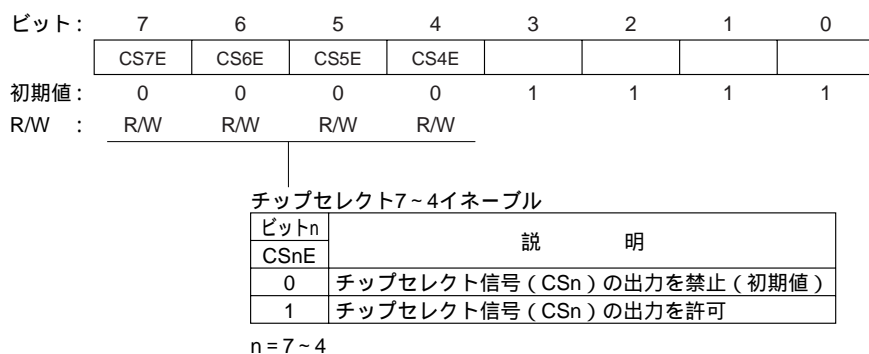 ビット： 7 6 5 4 3 2 1 0
CS7E CS6E CS5E CS4E
初期値： 0 0 0 0 1 1 1 1
R/W ： R/W R/W R/W R/W
チップセレクト7～4イネーブル
ビットn
CSnE
説 明
0 チップセレクト信号（CSn）の出力を禁止（初期値）
1 チップセレクト信号（CSn）の出力を許可
n = 7～4